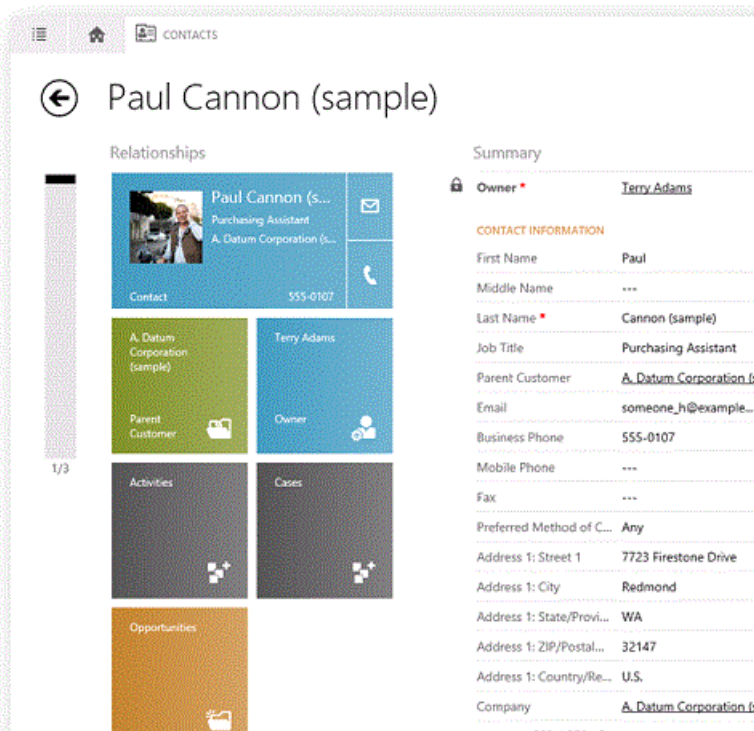 CONTACTS
Paul Cannon (sample)
Relationships
Paul Cannon (s...
Purchasing Assistant
A. Datum Corporation (s...
Contact
555-0107
A. Datum
Corporation
(sample)
Parent
Customer
Terry Adams
Owner
Activities
Cases
Opportunities
1/3
Summary
Owner * Terry Adams
CONTACT INFORMATION
First Name Paul
Middle Name ---
Last Name * Cannon (sample)
Job Title Purchasing Assistant
Parent Customer A. Datum Corporation (s
Email someone_h@example...
Business Phone 555-0107
Mobile Phone ---
Fax ---
Preferred Method of C... Any
Address 1: Street 1 7723 Firestone Drive
Address 1: City Redmond
Address 1: State/Provi... WA
Address 1: ZIP/Postal... 32147
Address 1: Country/Re... U.S.
Company A. Datum Corporation (s